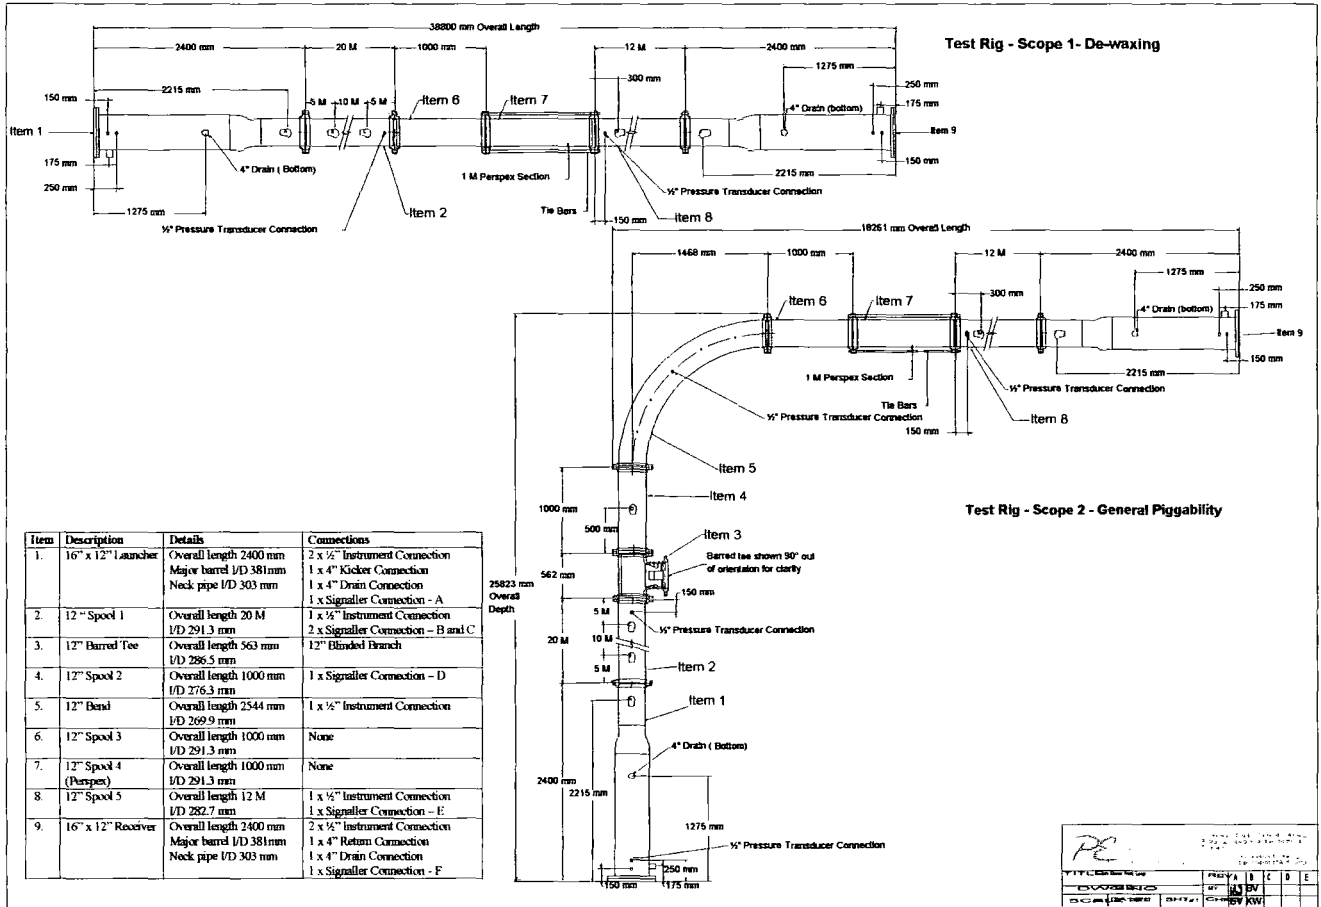 38800 mm Overall Length
Test Rig - Scope 1- De-waxing
2400 mm
20 M
1000 mm
12 M
2400 mm
1275 mm
300 mm
250 mm
2215 mm
175 mm
150 mm
5 M
10 M
5 M
Item 6
Item 7
4" Drain (bottom)
Item 1
Item 9
175 mm
4" Drain ( Bottom)
1 M Perspex Section
2215 mm
150 mm
250 mm
½" Pressure Transducer Connection
1275 mm
Item 2
Tie Bars
150 mm
Item 8
½" Pressure Transducer Connection
18261 mm Overall Length
1468 mm
1000 mm
12 M
2400 mm
1275 mm
250 mm
300 mm
175 mm
Item 6
Item 7
4" Drain (bottom)
Item 9
150 mm
1 M Perspex Section
2215 mm
½" Pressure Transducer Connection
Tie Bars
½" Pressure Transducer Connection
Item 8
150 mm
Item 5
Item 4
Test Rig - Scope 2 - General Piggability
1000 mm
500 mm
Item 3
Barred tee shown 90° out
of orientation for clarity
562 mm
25823 mm
Overall
Depth
150 mm
5 M
½" Pressure Transducer Connection
20 M
10 M
5 M
Item 2
Item 1
4" Drain ( Bottom)
2400 mm
2215 mm
1275 mm
½" Pressure Transducer Connection
250 mm
150 mm
175 mm
Item Description Details Connections
1. 16" x 12" Launcher Overall length 2400 mm 2 x ½" Instrument Connection
Major barrel I/D 381mm 1 x 4" Kicker Connection
Neck pipe I/D 303 mm 1 x 4" Drain Connection
1 x Signaller Connection - A
2. 12 " Spool 1 Overall length 20 M 1 x ½" Instrument Connection
I/D 291.3 mm 2 x Signaller Connection – B and C
3. 12" Barred Tee Overall length 563 mm 12" Blinded Branch
I/D 286.5 mm
4. 12" Spool 2 Overall length 1000 mm 1 x Signaller Connection – D
I/D 276.3 mm
5. 12" Bend Overall length 2544 mm 1 x ½" Instrument Connection
I/D 269.9 mm
6. 12" Spool 3 Overall length 1000 mm None
I/D 291.3 mm
7. 12" Spool 4 Overall length 1000 mm None
(Perspex) I/D 291.3 mm
8. 12" Spool 5 Overall length 12 M 1 x ½" Instrument Connection
I/D 282.7 mm 1 x Signaller Connection – E
9. 16" x 12" Receiver Overall length 2400 mm 2 x ½" Instrument Connection
Major barrel I/D 381mm 1 x 4" Return Connection
Neck pipe I/D 303 mm 1 x 4" Drain Connection
1 x Signaller Connection - F
PE
TITLE
REV A B C D E
BY BV
SCALE SHT